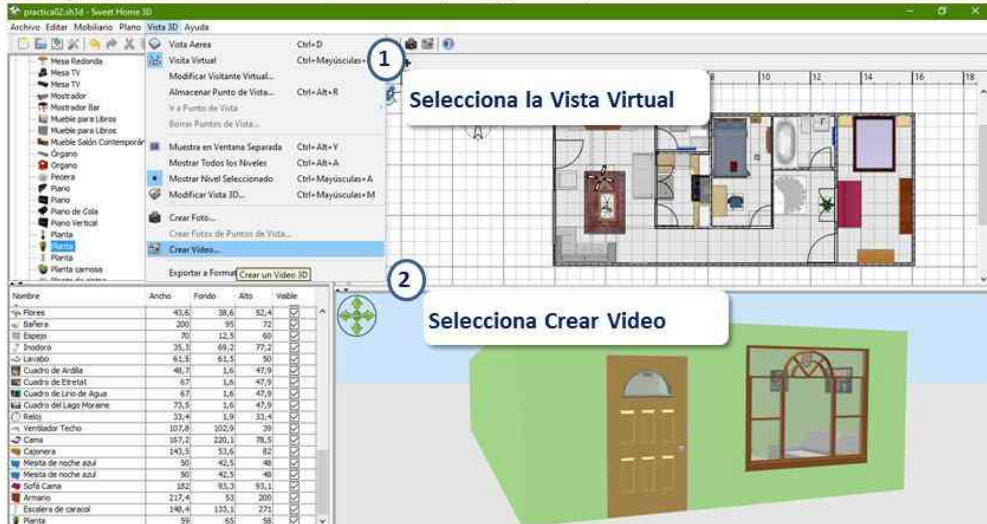 practica02.sh3d - Sweet Home 3D
Archivo Editar Mobiliario Plano Vista 3D Ayuda
Vista Aerea Ctrl+D
Visita Virtual Ctrl+Mayúsculas+
Modificar Visitante Virtual...
Almacenar Punto de Vista... Ctrl+Alt+R
Ir a Punto de Vista
Borrar Puntos de Vista...
Muestra en Ventana Separada Ctrl+Alt+Y
Mostrar Todos los Niveles Ctrl+Alt+A
Mostrar Nivel Seleccionado Ctrl+Mayúsculas+A
Modificar Vista 3D... Ctrl+Mayúsculas+M
Crear Foto...
Crear Fotos de Puntos de Vista...
Crear Vídeo...
Exportar a Format
Crear un Vídeo 3D
Mesa Redonda
Mesa TV
Mesa TV
Mostrador
Mostrador Bar
Mueble para Libros
Mueble para Libros
Mueble Salón Contemporán
Órgano
Órgano
Pecera
Piano
Piano
Piano de Cola
Piano Vertical
Planta
Planta
Planta
Planta carnosa
1
Selecciona la Vista Virtual
8 10 12 14 16 18
2
Selecciona Crear Video
Nombre Ancho Fondo Alto Visible
Flores 43,6 38,6 52,4
Bañera 200 95 72
Espejo 70 12,5 60
Inodoro 35,3 69,2 77,2
Lavabo 61,5 61,5 50
Cuadro de Ardilla 48,7 1,6 47,9
Cuadro de Etretat 67 1,6 47,9
Cuadro de Lirio de Agua 67 1,6 47,9
Cuadro del Lago Moraine 73,5 1,6 47,9
Reloj 33,4 1,9 33,4
Ventilador Techo 107,8 102,9 39
Cama 167,2 220,1 78,5
Cajonera 143,5 53,6 82
Mesita de noche azul 50 42,5 48
Mesita de noche azul 50 42,5 48
Sofá Cama 182 93,3 93,1
Armario 217,4 53 200
Escalera de caracol 148,4 133,1 271
Planta 59 65 58